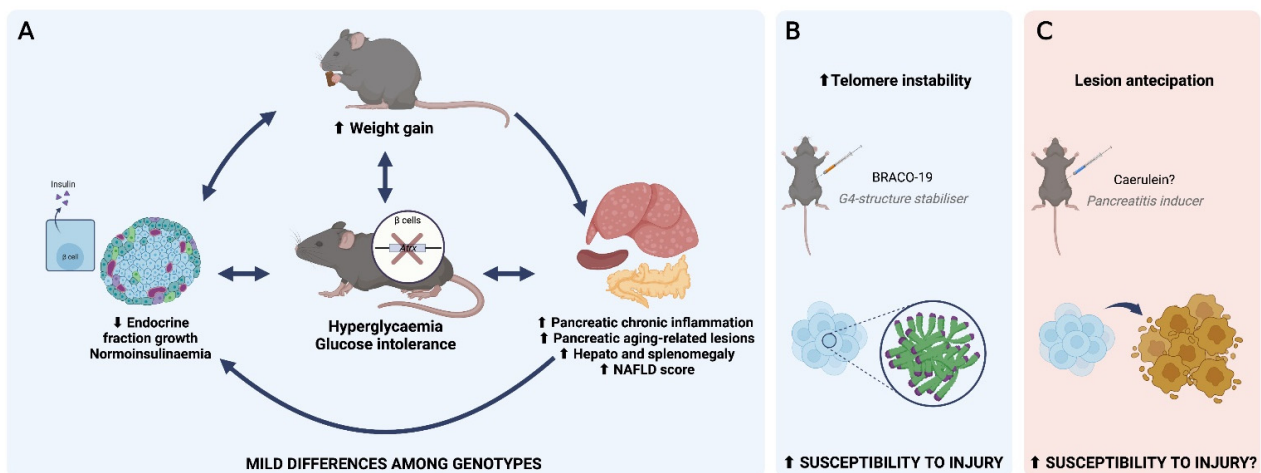 A
⬆ Weight gain
Insulin
β cell
β cells
Atrx
⬇ Endocrine
fraction growth
Normoinsulinaemia
Hyperglycaemia
Glucose intolerance
⬆ Pancreatic chronic inflammation
⬆ Pancreatic aging-related lesions
⬆ Hepato and splenomegaly
⬆ NAFLD score
MILD DIFFERENCES AMONG GENOTYPES
B
⬆Telomere instability
BRACO-19
G4-structure stabiliser
⬆ SUSCEPTIBILITY TO INJURY
C
Lesion antecipation
Caerulein?
Pancreatitis inducer
⬆ SUSCEPTIBILITY TO INJURY?